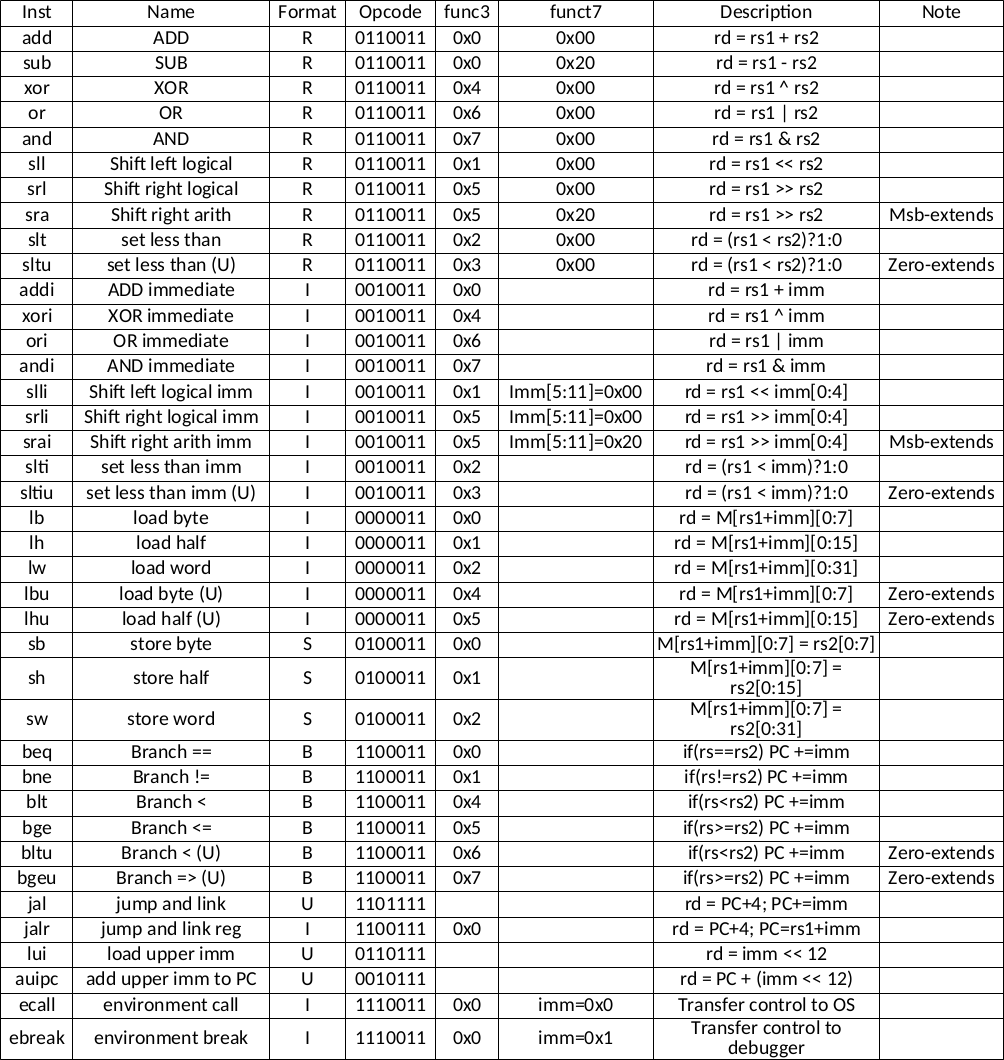 Inst Name Format Opcode func3 funct7 Description Note
add ADD R 0110011 0x0 0x00 rd = rs1 + rs2
sub SUB R 0110011 0x0 0x20 rd = rs1 - rs2
xor XOR R 0110011 0x4 0x00 rd = rs1 ^ rs2
or OR R 0110011 0x6 0x00 rd = rs1 | rs2
and AND R 0110011 0x7 0x00 rd = rs1 & rs2
sll Shift left logical R 0110011 0x1 0x00 rd = rs1 << rs2
srl Shift right logical R 0110011 0x5 0x00 rd = rs1 >> rs2
sra Shift right arith R 0110011 0x5 0x20 rd = rs1 >> rs2 Msb-extends
slt set less than R 0110011 0x2 0x00 rd = (rs1 < rs2)?1:0
sltu set less than (U) R 0110011 0x3 0x00 rd = (rs1 < rs2)?1:0 Zero-extends
addi ADD immediate I 0010011 0x0 rd = rs1 + imm
xori XOR immediate I 0010011 0x4 rd = rs1 ^ imm
ori OR immediate I 0010011 0x6 rd = rs1 | imm
andi AND immediate I 0010011 0x7 rd = rs1 & imm
slli Shift left logical imm I 0010011 0x1 Imm[5:11]=0x00 rd = rs1 << imm[0:4]
srli Shift right logical imm I 0010011 0x5 Imm[5:11]=0x00 rd = rs1 >> imm[0:4]
srai Shift right arith imm I 0010011 0x5 Imm[5:11]=0x20 rd = rs1 >> imm[0:4] Msb-extends
slti set less than imm I 0010011 0x2 rd = (rs1 < imm)?1:0
sltiu set less than imm (U) I 0010011 0x3 rd = (rs1 < imm)?1:0 Zero-extends
lb load byte I 0000011 0x0 rd = M[rs1+imm][0:7]
lh load half I 0000011 0x1 rd = M[rs1+imm][0:15]
lw load word I 0000011 0x2 rd = M[rs1+imm][0:31]
lbu load byte (U) I 0000011 0x4 rd = M[rs1+imm][0:7] Zero-extends
lhu load half (U) I 0000011 0x5 rd = M[rs1+imm][0:15] Zero-extends
sb store byte S 0100011 0x0 M[rs1+imm][0:7] = rs2[0:7]
sh store half S 0100011 0x1 M[rs1+imm][0:7] =
rs2[0:15]
sw store word S 0100011 0x2 M[rs1+imm][0:7] =
rs2[0:31]
beq Branch == B 1100011 0x0 if(rs==rs2) PC +=imm
bne Branch != B 1100011 0x1 if(rs!=rs2) PC +=imm
blt Branch < B 1100011 0x4 if(rs<rs2) PC +=imm
bge Branch <= B 1100011 0x5 if(rs>=rs2) PC +=imm
bltu Branch < (U) B 1100011 0x6 if(rs<rs2) PC +=imm Zero-extends
bgeu Branch => (U) B 1100011 0x7 if(rs>=rs2) PC +=imm Zero-extends
jal jump and link U 1101111 rd = PC+4; PC+=imm
jalr jump and link reg I 1100111 0x0 rd = PC+4; PC=rs1+imm
lui load upper imm U 0110111 rd = imm << 12
auipc add upper imm to PC U 0010111 rd = PC + (imm << 12)
ecall environment call I 1110011 0x0 imm=0x0 Transfer control to OS
ebreak environment break I 1110011 0x0 imm=0x1 Transfer control to
debugger